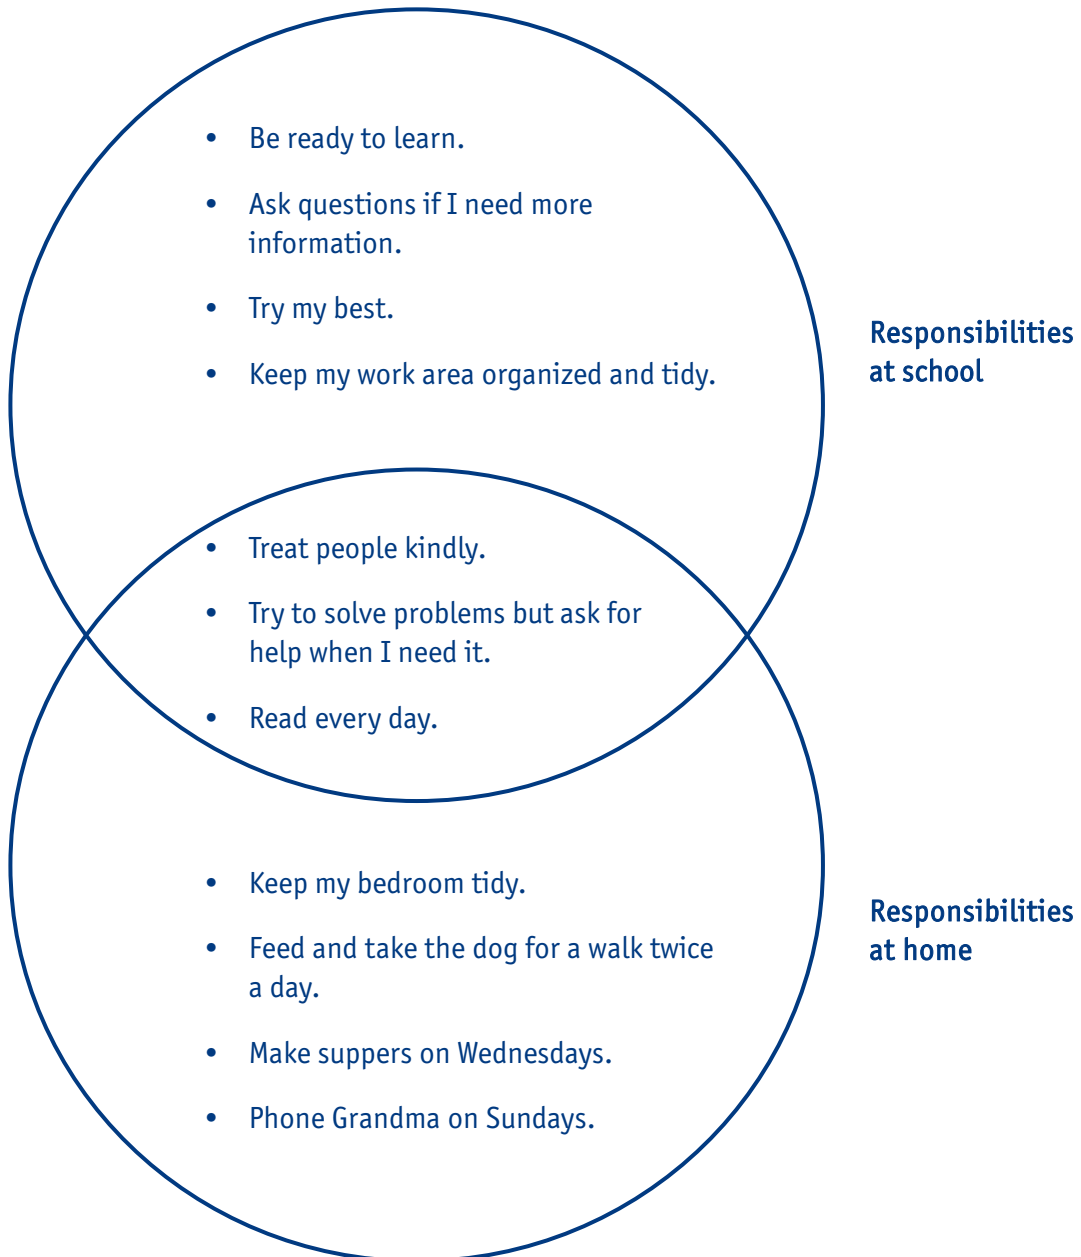 • Be ready to learn.
• Ask questions if I need more
information.
• Try my best.
• Keep my work area organized and tidy.
Responsibilities
at school
• Treat people kindly.
• Try to solve problems but ask for
help when I need it.
• Read every day.
• Keep my bedroom tidy.
• Feed and take the dog for a walk twice
a day.
• Make suppers on Wednesdays.
• Phone Grandma on Sundays.
Responsibilities
at home